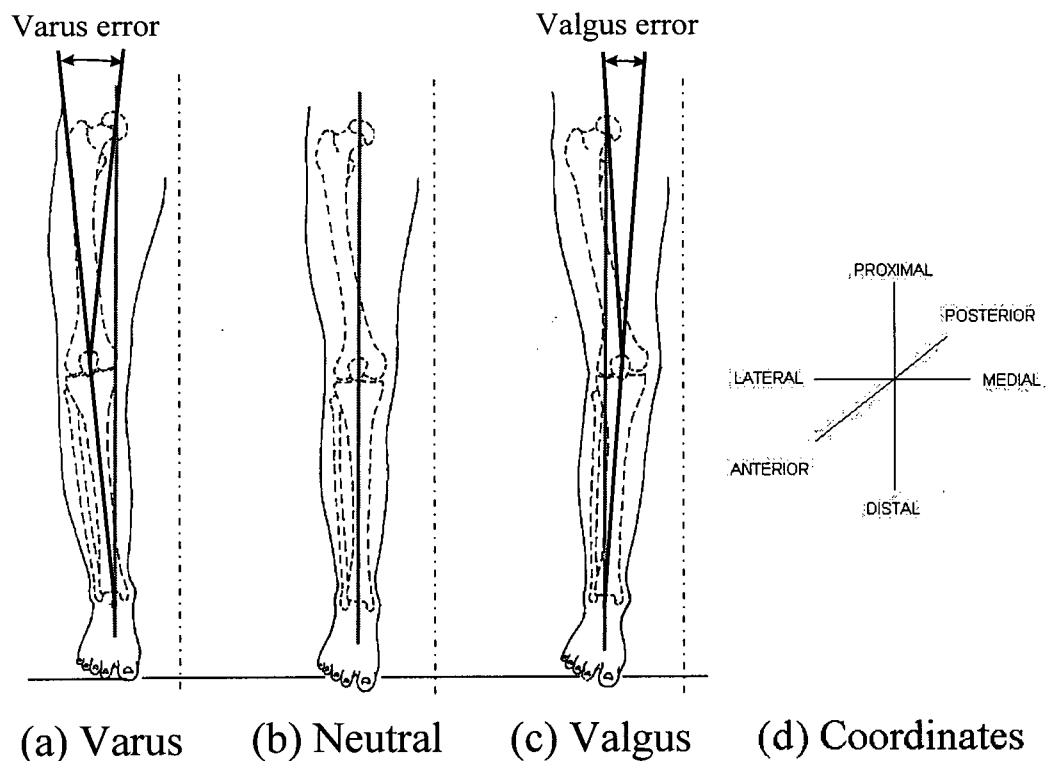 Varus error
Valgus error
PROXIMAL
POSTERIOR
LATERAL
MEDIAL
ANTERIOR
DISTAL
(a) Varus
(b) Neutral
(c) Valgus
(d) Coordinates